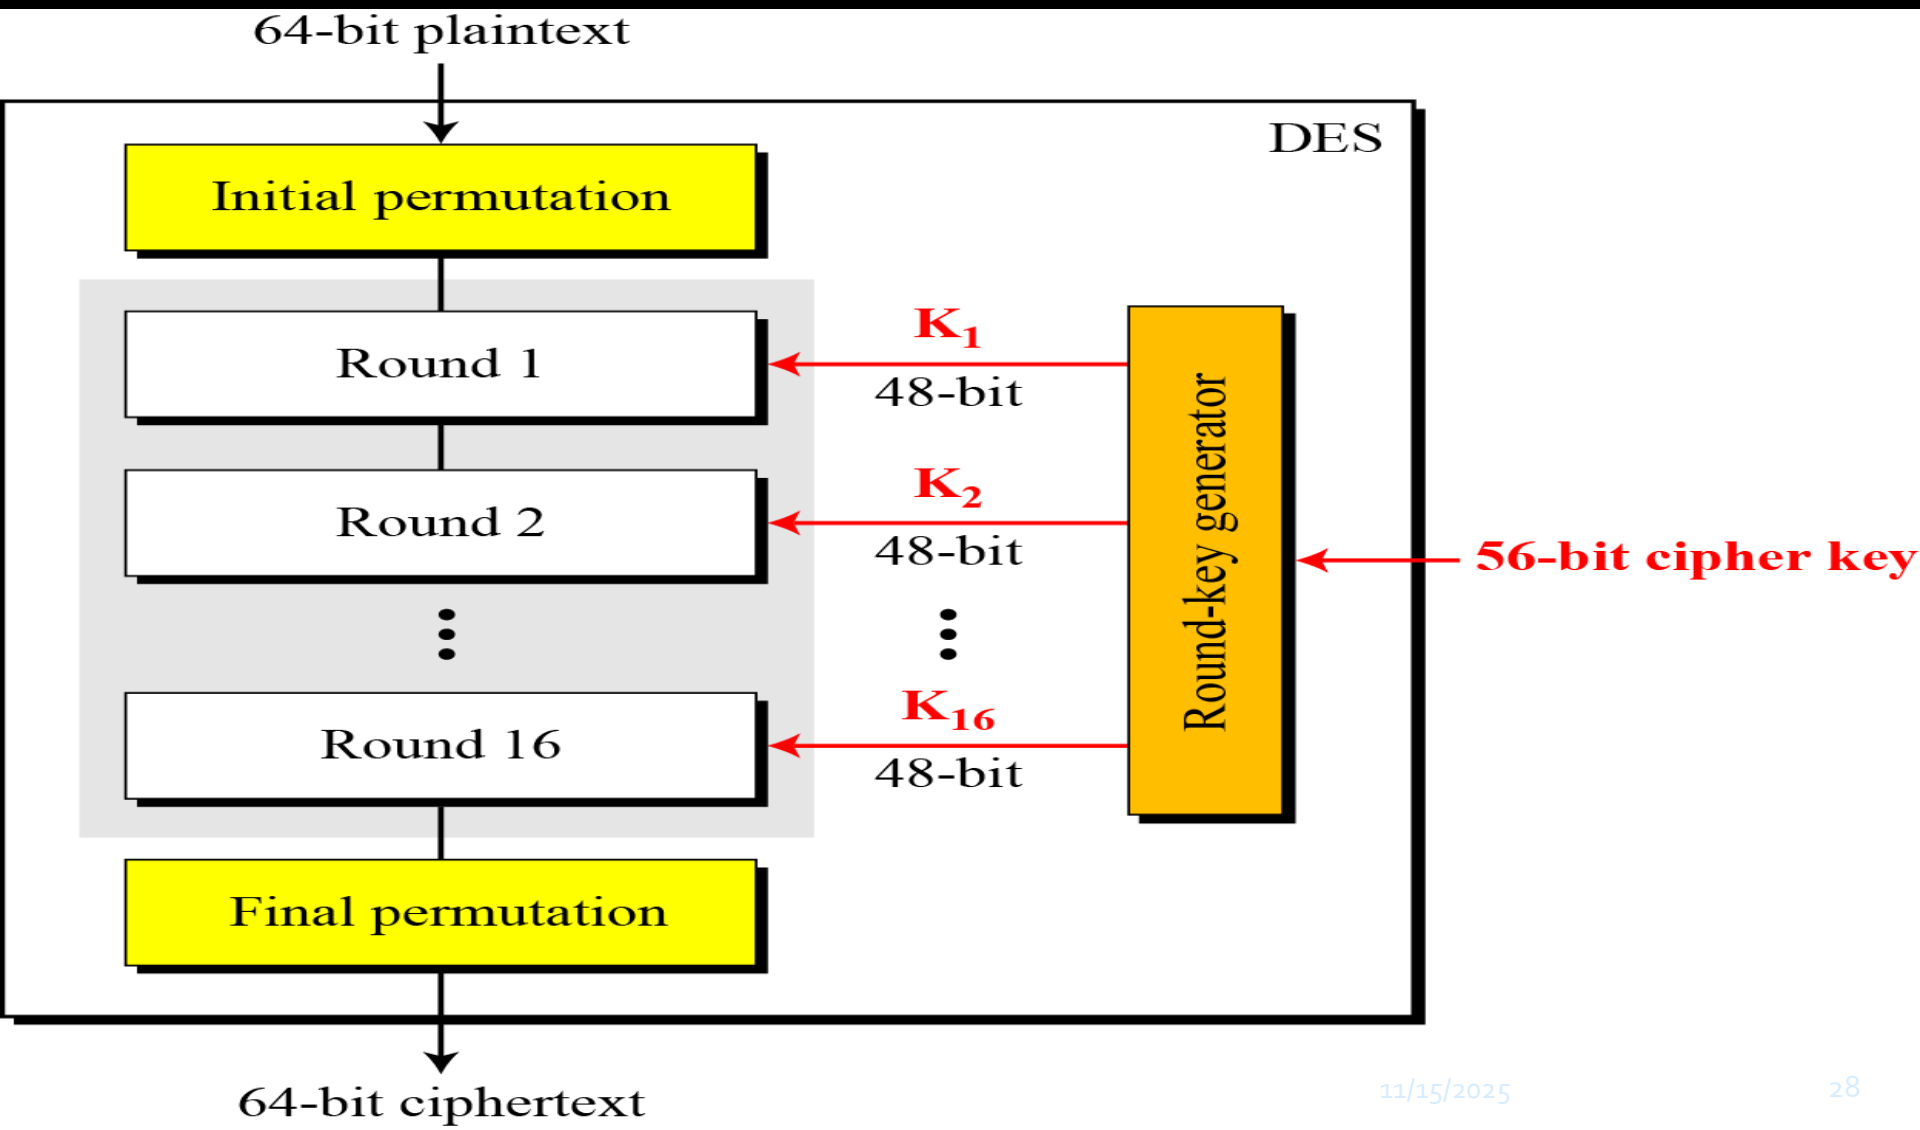 64-bit plaintext
DES
Initial permutation
Round 1
K1
48-bit
Round 2
K2
48-bit
Round-key generator
56-bit cipher key
Round 16
K16
48-bit
Final permutation
64-bit ciphertext
11/15/2025
28